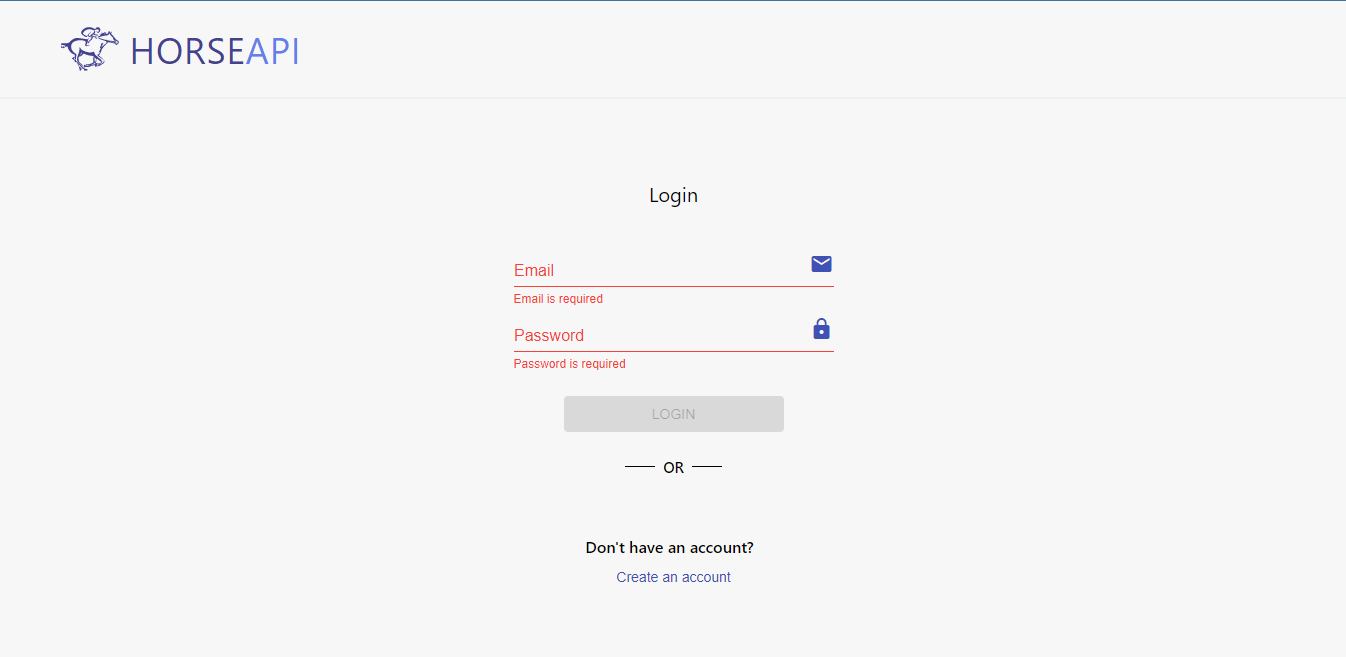 HORSEAPI
Login
Email
Email is required
Password
Password is required
LOGIN
OR
Don't have an account?
Create an account